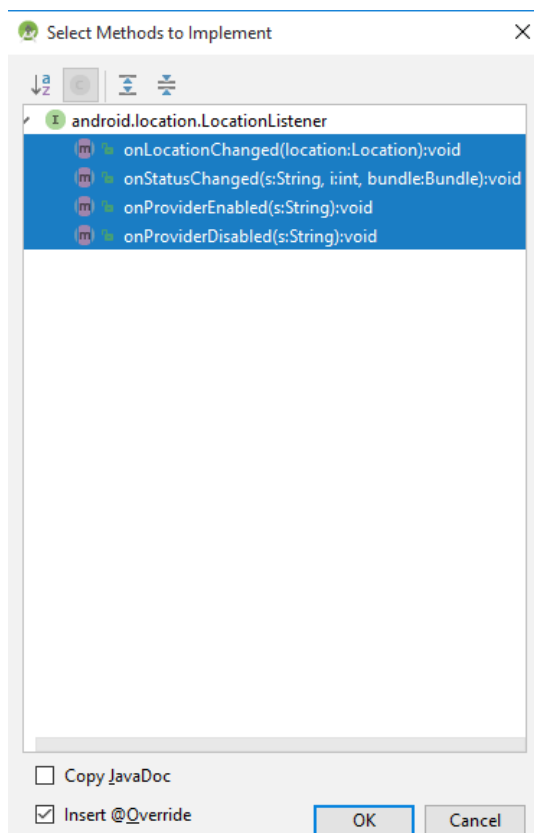 Select Methods to Implement
android.location.LocationListener
onLocationChanged(location:Location):void
onStatusChanged(s:String, i:int, bundle:Bundle):void
onProviderEnabled(s:String):void
onProviderDisabled(s:String):void
Copy JavaDoc
Insert @Override
OK Cancel